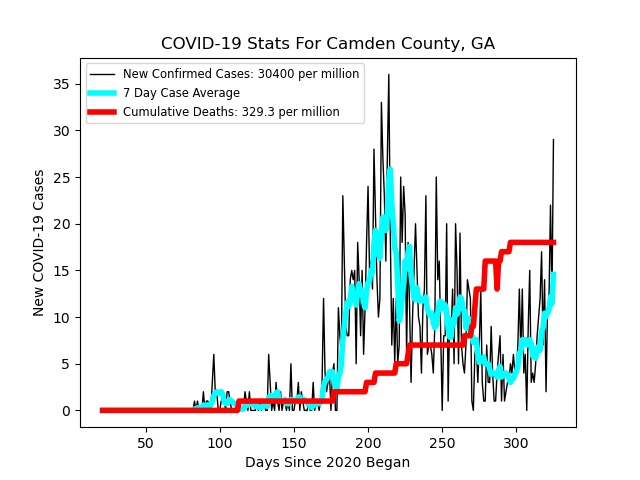 COVID-19 Stats For Camden County, GA
New Confirmed Cases: 30400 per million
7 Day Case Average
Cumulative Deaths: 329.3 per million
New COVID-19 Cases
35
30
25
20
15
10
5
0
50 100 150 200 250 300
Days Since 2020 Began